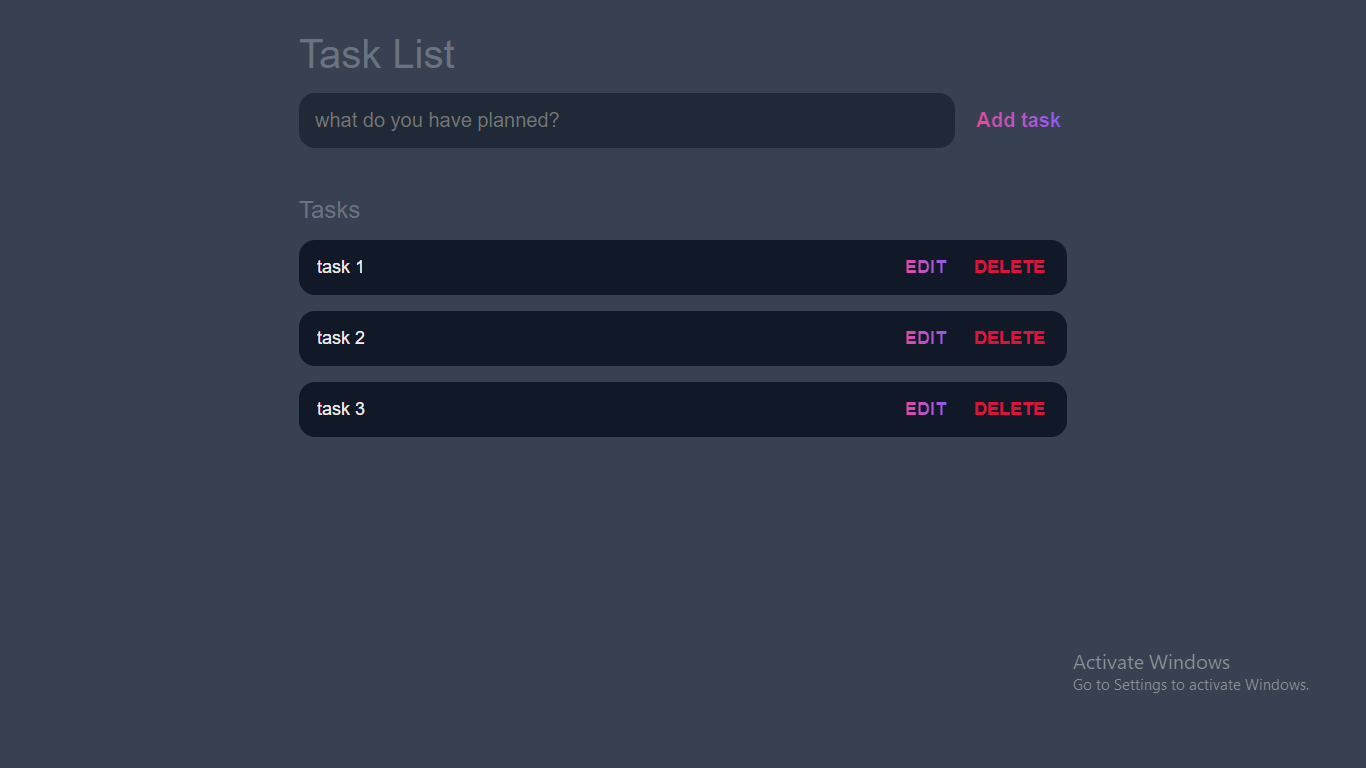 Task List
what do you have planned? Add task
Tasks
task 1 EDIT DELETE
task 2 EDIT DELETE
task 3 EDIT DELETE
Activate Windows
Go to Settings to activate Windows.